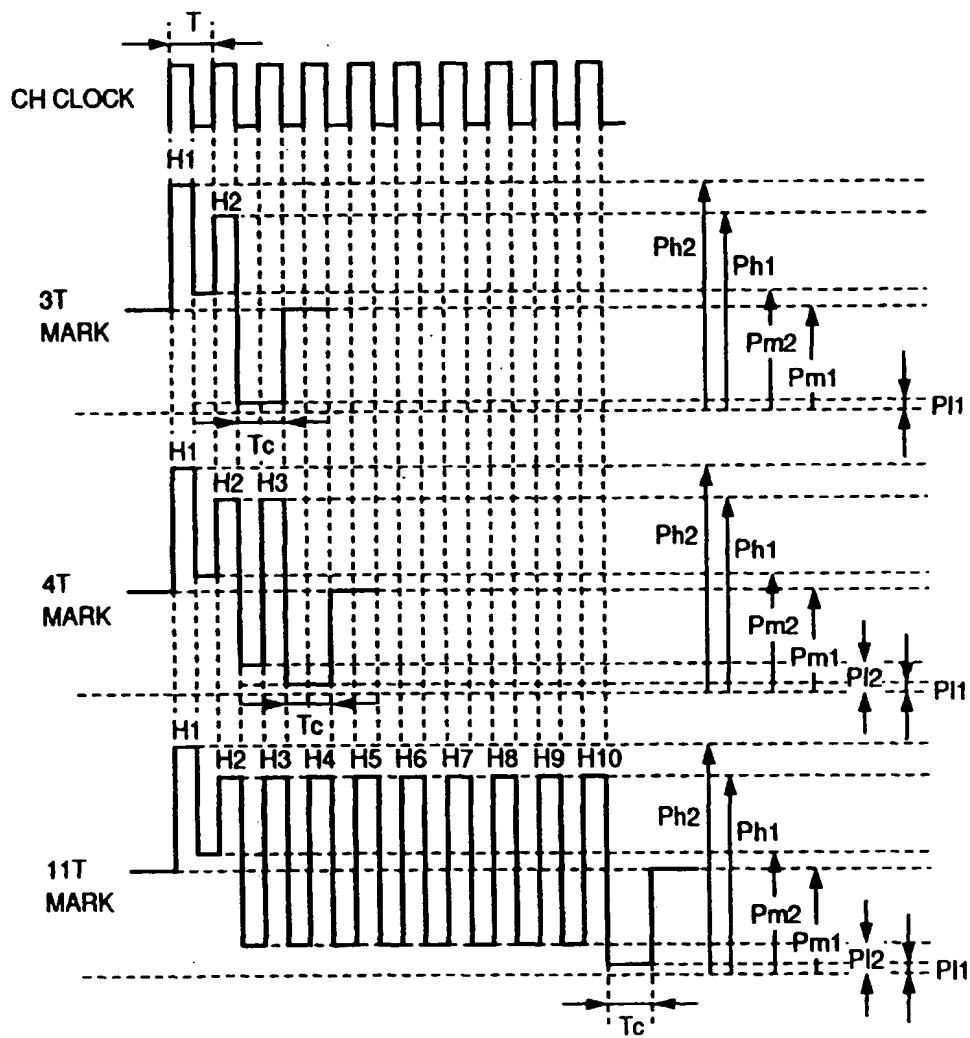 T
CH CLOCK
H1
H2
3T
MARK
Ph2
Ph1
Pm2
Pm1
Pl1
Tc
H1
H2 H3
4T
MARK
Ph2
Ph1
Pm2
Pm1
Pl2
Pl1
Tc
H1
H2 H3 H4 H5 H6 H7 H8 H9 H10
11T
MARK
Ph2
Ph1
Pm2
Pm1
Pl2
Pl1
Tc